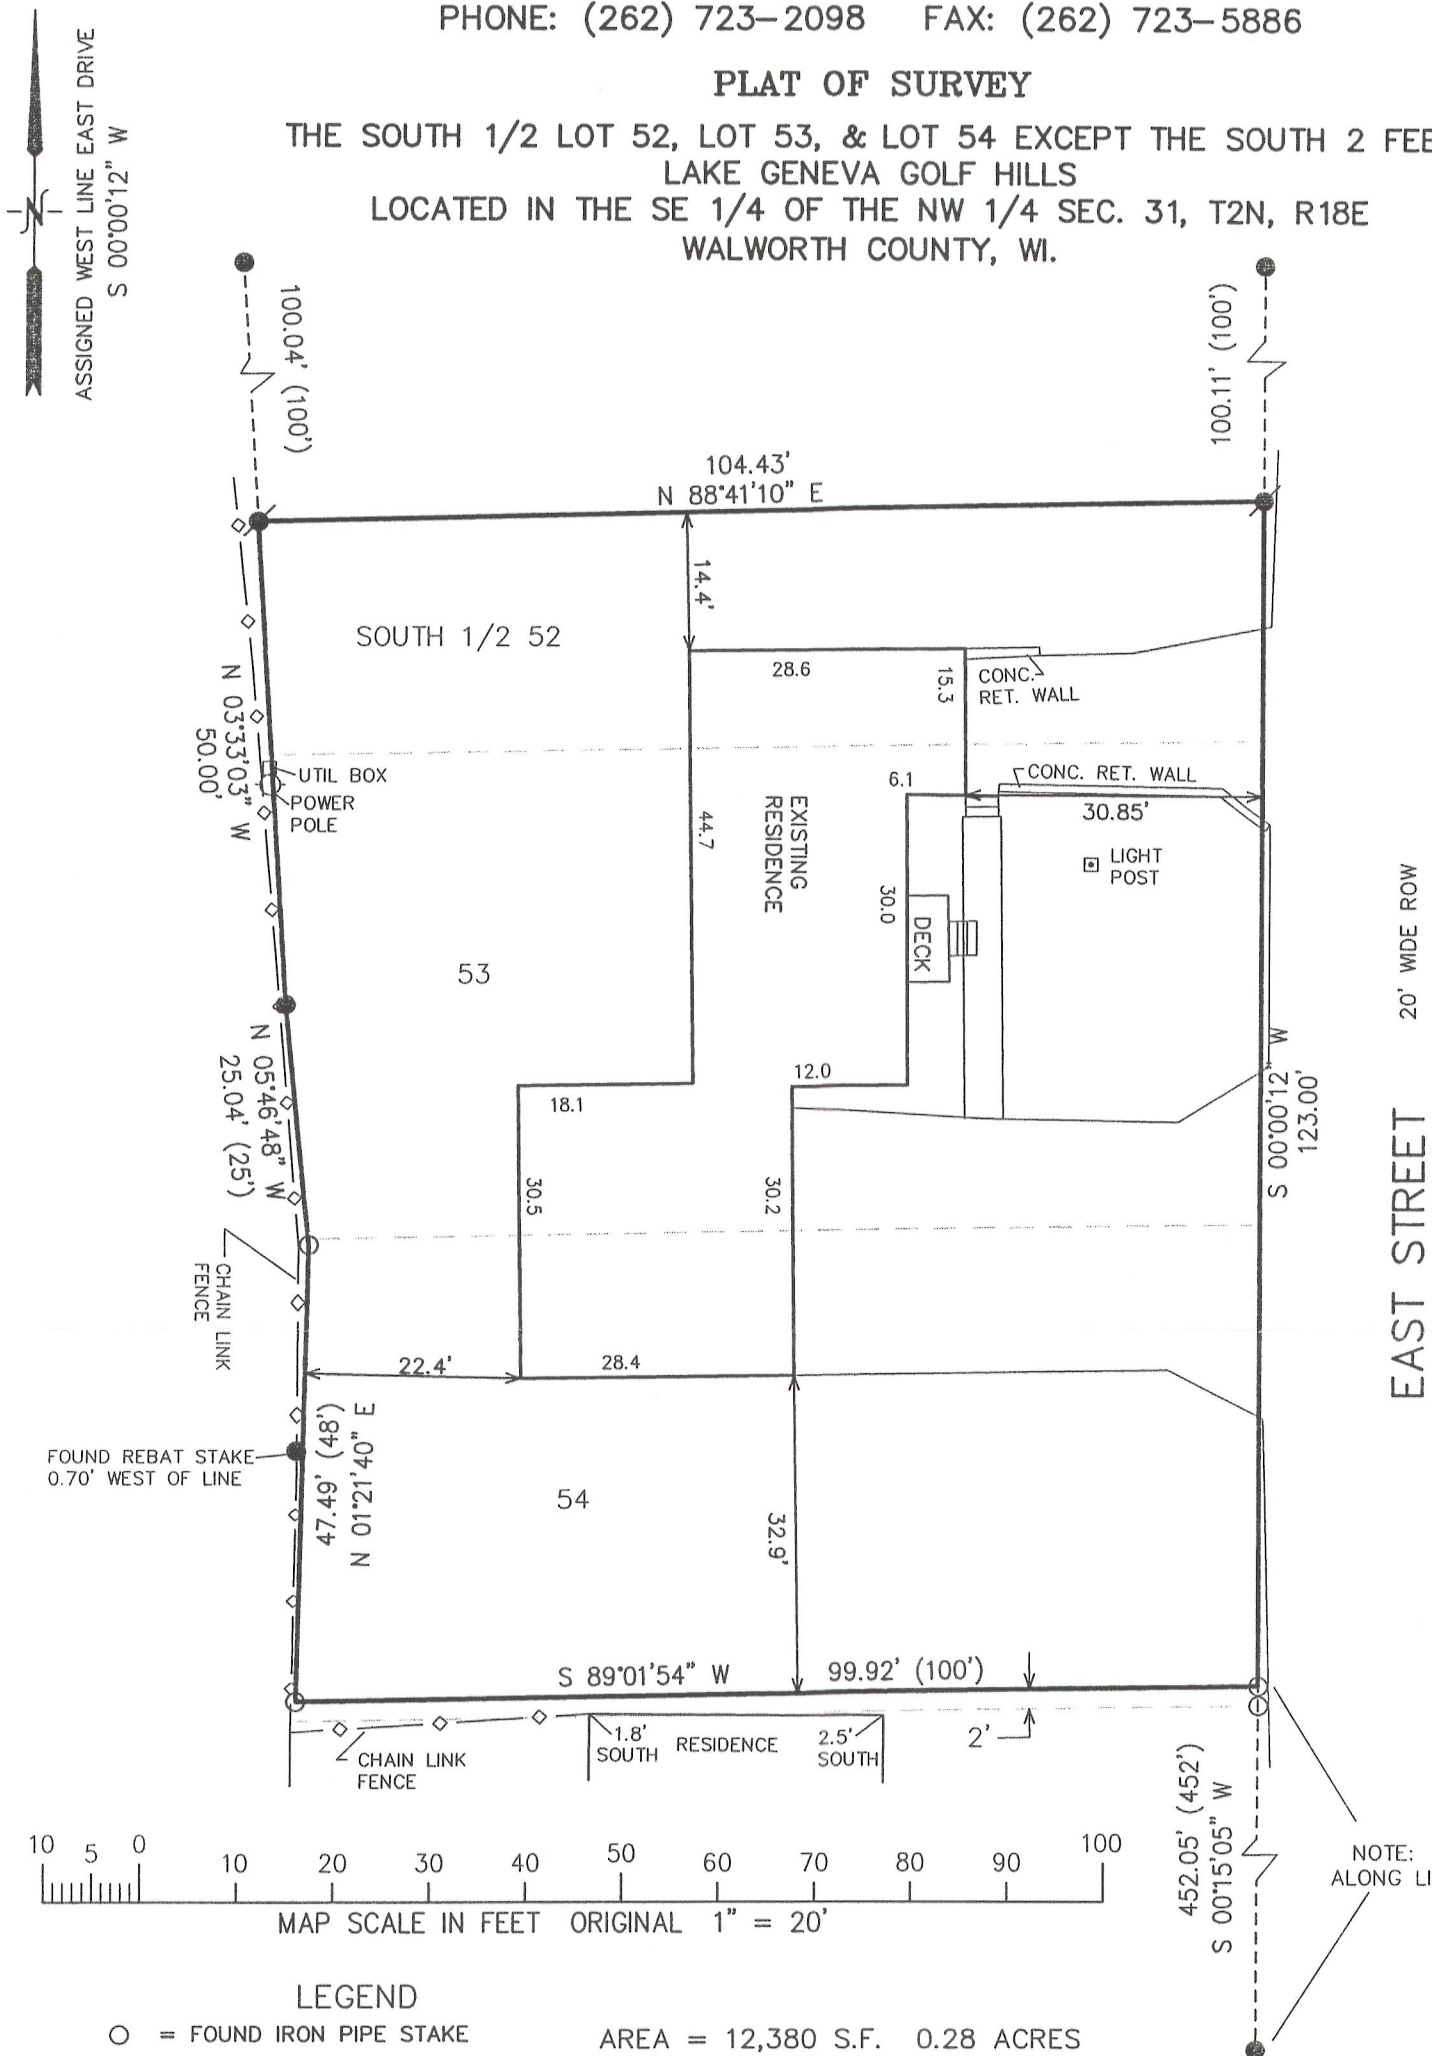 PHONE: (262) 723–2098 FAX: (262) 723–5886
PLAT OF SURVEY
THE SOUTH 1/2 LOT 52, LOT 53, & LOT 54 EXCEPT THE SOUTH 2 FEE
LAKE GENEVA GOLF HILLS
LOCATED IN THE SE 1/4 OF THE NW 1/4 SEC. 31, T2N, R18E
WALWORTH COUNTY, WI.
N
ASSIGNED WEST LINE EAST DRIVE
S 00°00'12" W
100.04' (100')
100.11' (100')
104.43'
N 88°41'10" E
14.4'
SOUTH 1/2 52
28.6
15.3
CONC.
RET. WALL
N 03°33'03" W
50.00'
UTIL BOX
POWER
POLE
44.7
EXISTING
RESIDENCE
6.1
CONC. RET. WALL
30.85'
LIGHT
POST
30.0
DECK
20' WIDE ROW
53
N 05°46'48" W
25.04' (25')
12.0
18.1
S 00°00'12" W
123.00'
EAST STREET
30.5
30.2
CHAIN LINK
FENCE
22.4'
28.4
47.49' (48')
N 01°21'40" E
FOUND REBAT STAKE
0.70' WEST OF LINE
54
32.9'
S 89°01'54" W 99.92' (100')
1.8'
SOUTH
RESIDENCE
2.5'
SOUTH
2'
CHAIN LINK
FENCE
452.05' (452')
S 00°15'05" W
NOTE:
ALONG LI
10 5 0 10 20 30 40 50 60 70 80 90 100
MAP SCALE IN FEET ORIGINAL 1" = 20'
LEGEND
= FOUND IRON PIPE STAKE
AREA = 12,380 S.F. 0.28 ACRES